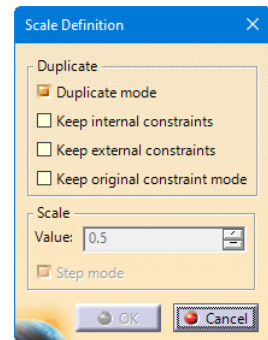 Scale Definition
Duplicate
Duplicate mode
Keep internal constraints
Keep external constraints
Keep original constraint mode
Scale
Value: 0.5
Step mode
OK Cancel